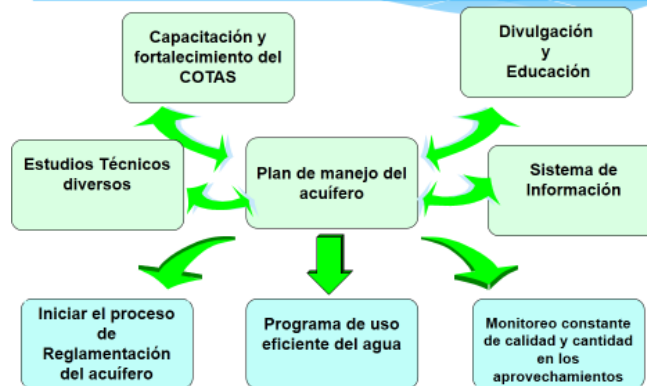 Capacitación y
fortalecimiento del
COTAS
Divulgación
y
Educación
Estudios Técnicos
diversos
Plan de manejo del
acuífero
Sistema de
Información
Iniciar el proceso
de
Reglamentación
del acuífero
Programa de uso
eficiente del agua
Monitoreo constante
de calidad y cantidad
en los
aprovechamientos